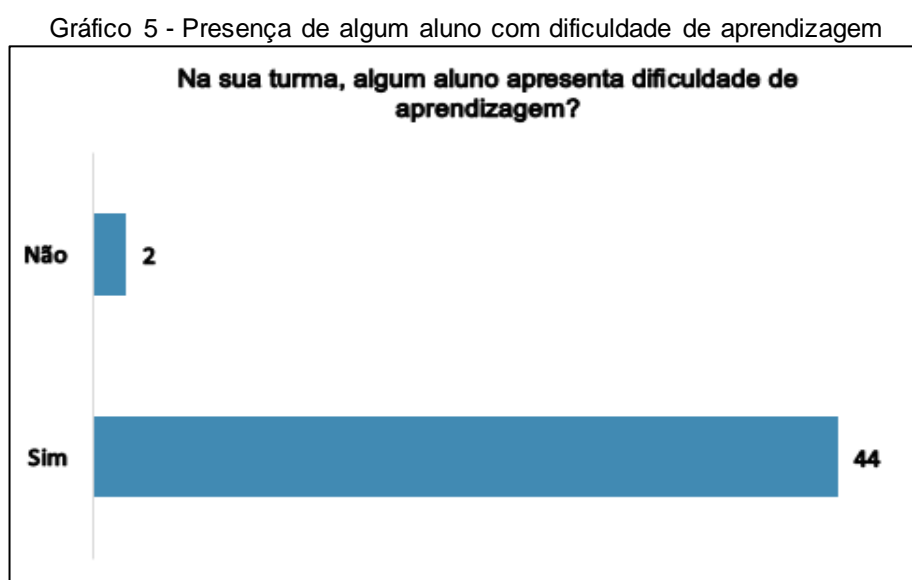 Gráfico 5 - Presença de algum aluno com dificuldade de aprendizagem
Na sua turma, algum aluno apresenta dificuldade de
aprendizagem?
Não 2
Sim 44